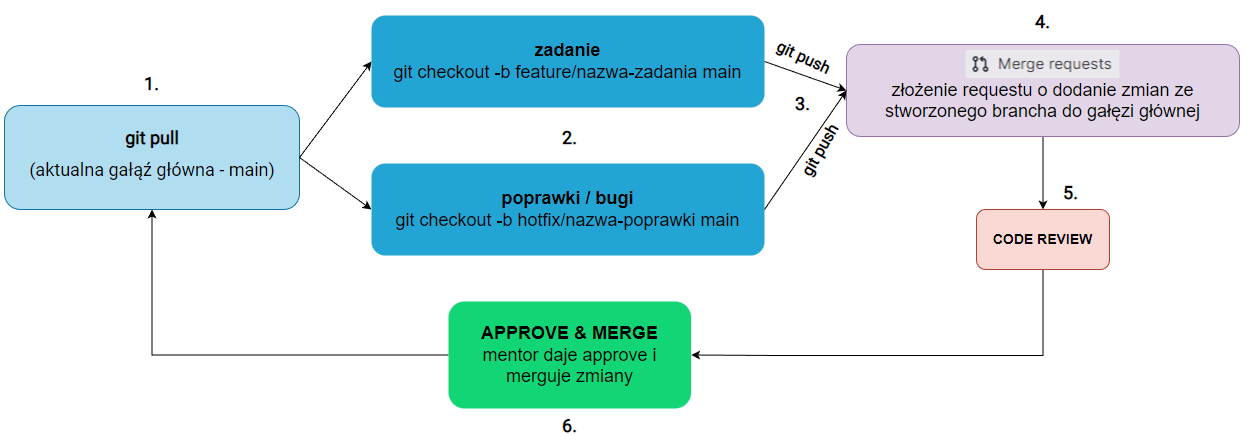 1.
git pull
(aktualna gałąź główna - main)
zadanie
git checkout -b feature/nazwa-zadania main
2.
poprawki / bugi
git checkout -b hotfix/nazwa-poprawki main
git push
3.
git push
4.
Merge requests
złożenie requestu o dodanie zmian ze
stworzonego brancha do gałęzi głównej
5.
CODE REVIEW
APPROVE & MERGE
mentor daje approve i
merguje zmiany
6.